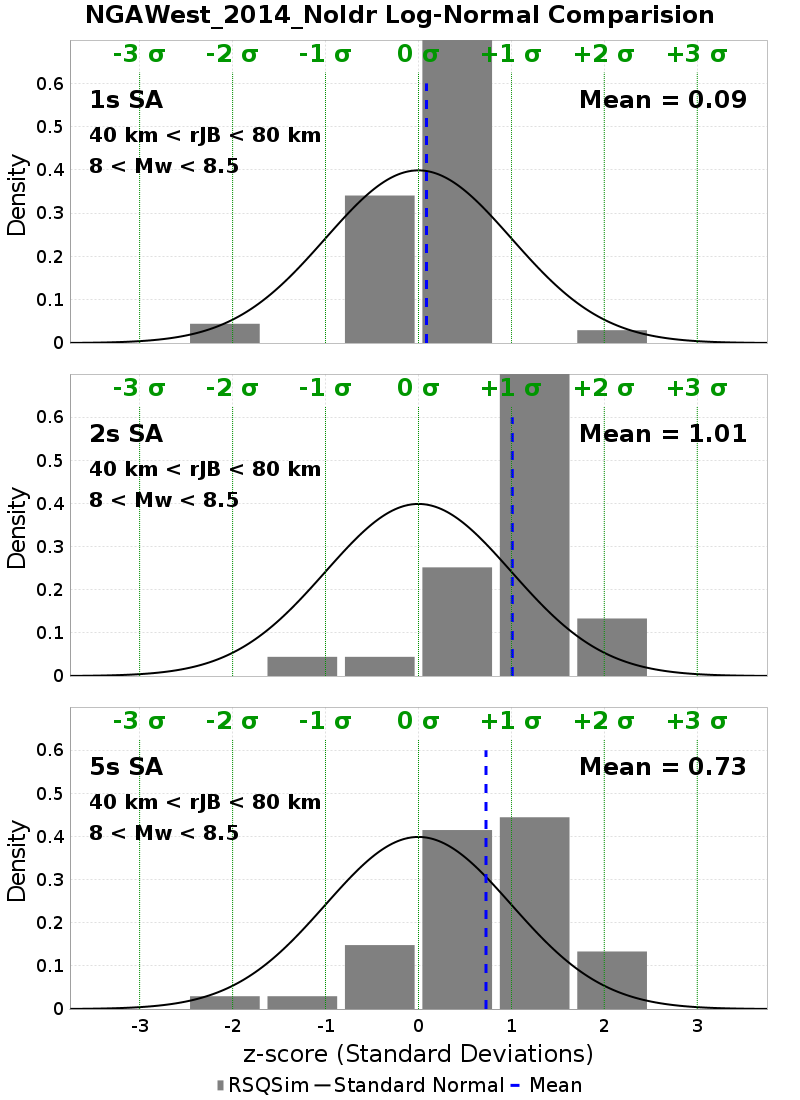 NGAWest_2014_NoIdr Log-Normal Comparision
-3 σ -2 σ -1 σ 0 σ +1 σ +2 σ +3 σ
1s SA Mean = 0.09
40 km < rJB < 80 km
8 < Mw < 8.5
0.6
0.5
0.4
0.3
0.2
0.1
0
Density
-3 σ -2 σ -1 σ 0 σ +1 σ +2 σ +3 σ
2s SA Mean = 1.01
40 km < rJB < 80 km
8 < Mw < 8.5
0.6
0.5
0.4
0.3
0.2
0.1
0
Density
-3 σ -2 σ -1 σ 0 σ +1 σ +2 σ +3 σ
5s SA Mean = 0.73
40 km < rJB < 80 km
8 < Mw < 8.5
0.6
0.5
0.4
0.3
0.2
0.1
0
Density
-3 -2 -1 0 1 2 3
z-score (Standard Deviations)
RSQSim Standard Normal Mean